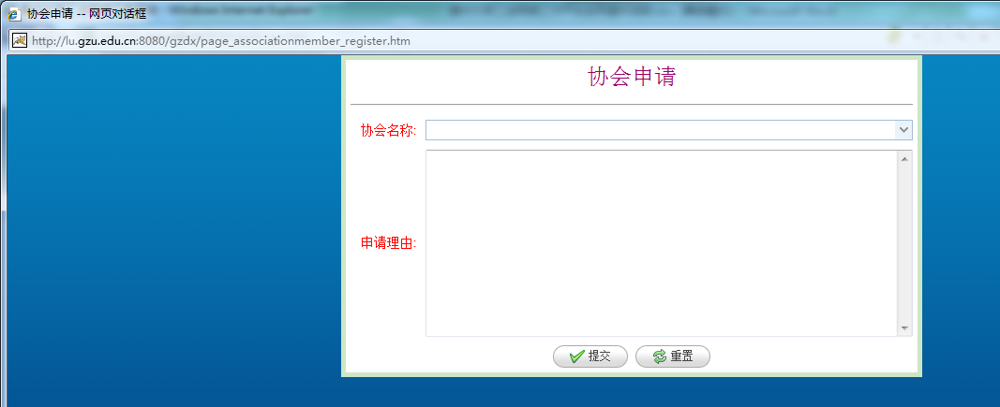 协会申请 -- 网页对话框
http://lu.gzu.edu.cn:8080/gzdx/page_associationmember_register.htm
协会申请
协会名称:
申请理由:
提交 重置